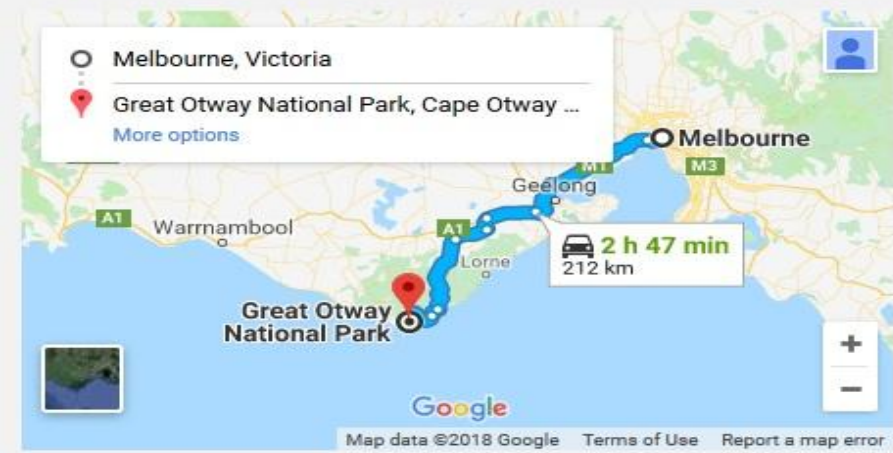 Melbourne, Victoria
Great Otway National Park, Cape Otway ...
More options
Melbourne
M1
M3
Geelong
A1
Warrnambool
A1
2 h 47 min
212 km
Lorne
Great Otway
National Park
Google
Map data ©2018 Google Terms of Use Report a map error